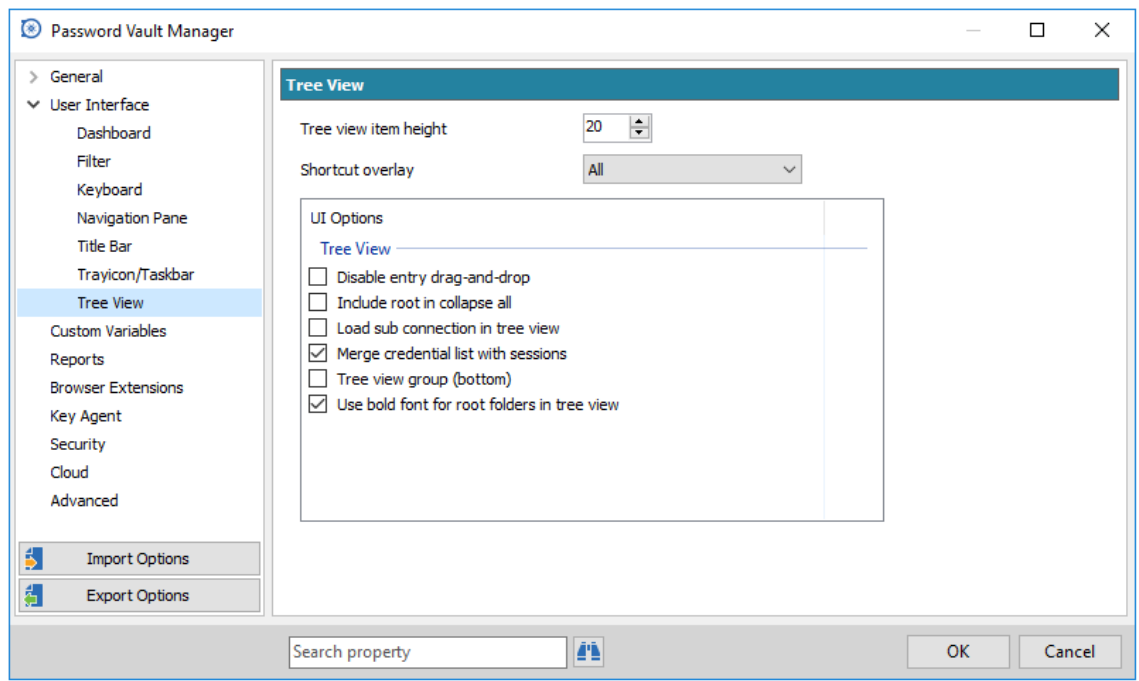 Password Vault Manager
General
User Interface
Dashboard
Filter
Keyboard
Navigation Pane
Title Bar
Trayicon/Taskbar
Tree View
Custom Variables
Reports
Browser Extensions
Key Agent
Security
Cloud
Advanced
Import Options
Export Options
Tree View
Tree view item height 20
Shortcut overlay All
UI Options
Tree View
Disable entry drag-and-drop
Include root in collapse all
Load sub connection in tree view
Merge credential list with sessions
Tree view group (bottom)
Use bold font for root folders in tree view
Search property
OK Cancel